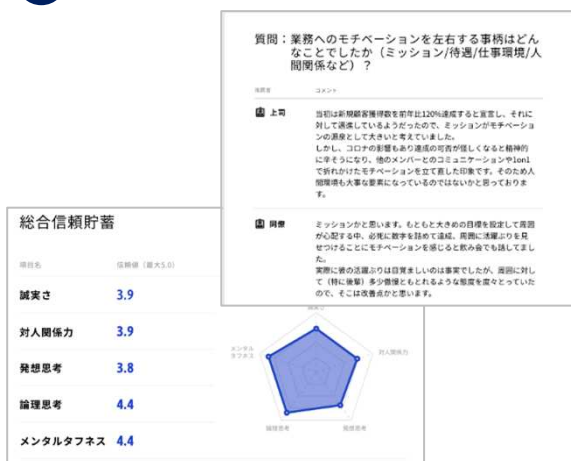 質問：業務へのモチベーションを左右する事柄はどん
なことでしたか（ミッション/待遇/仕事環境/人
間関係など）？
コメント
上司
当初は新規顧客獲得数を前年比120%達成すると宣言し、それに
対して邁進しているようだったので、ミッションがモチベーショ
ンの源泉として大きいと考えていました。
しかし、コロナの影響もあり達成の可否が怪しくなると精神的
に辛そうになり、他のメンバーとのコミュニケーションや1on1
で折れかけたモチベーションを立て直した印象です。そのため人
間環境も大事な要素になっているのではないかと思っておりま
す。
同僚
ミッションかと思います。もともと大きめの目標を設定して周囲
が心配する中、必死に数字を詰めて達成、周囲に活躍ぶりを見
せつけることにモチベーションを感じると飲み会でも話してまし
た。
実際に彼の活躍ぶりは目覚ましいのは事実でしたが、周囲に対し
て（特に後輩）多少傲慢ともとれるような態度を度々とっていた
ので、そこは改善点かと思います。
総合信頼貯蓄
項目名 信頼値（最大5.0）
誠実さ 3.9
対人関係力 3.9
発想思考 3.8
論理思考 4.4
メンタルタフネス 4.4
メンタル
タフネス
対人関係力
論理思考
発想思考